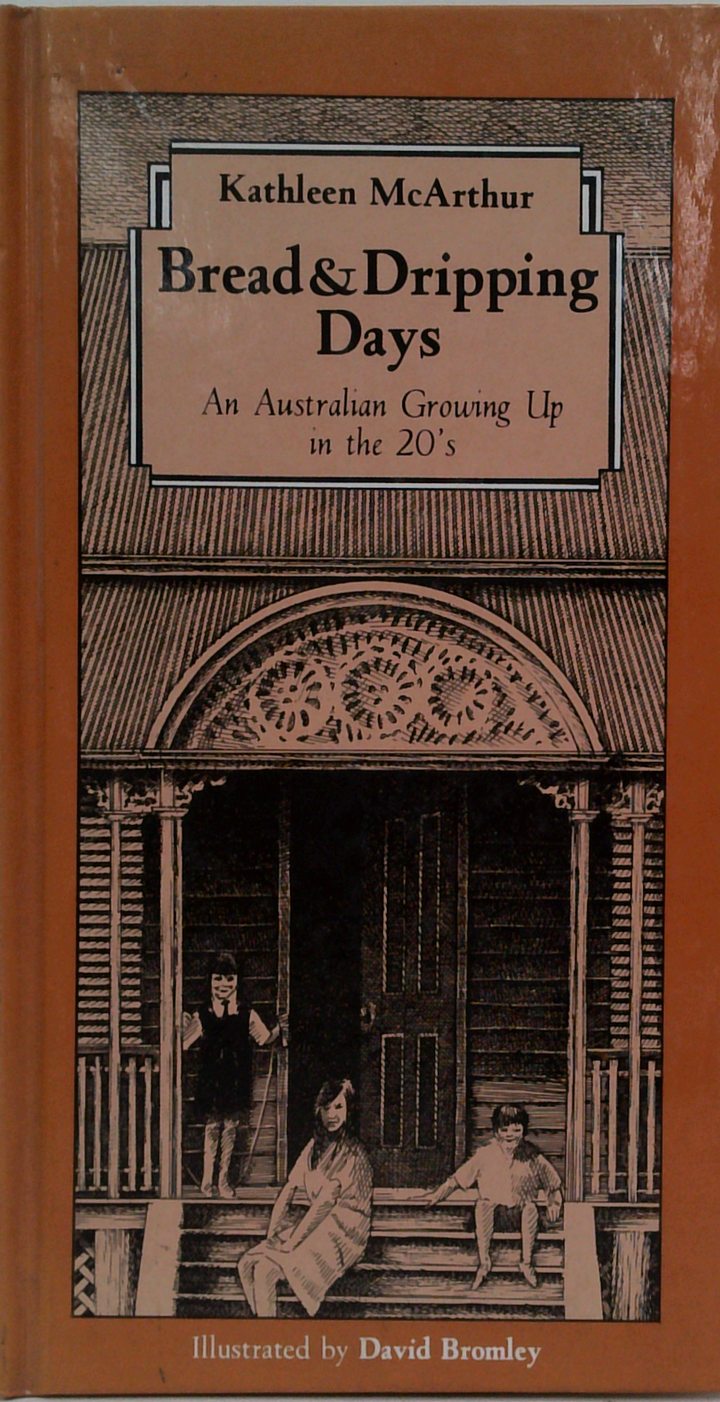 Kathleen McArthur
Bread & Dripping
Days
An Australian Growing Up
in the 20's
Illustrated by David Bromley